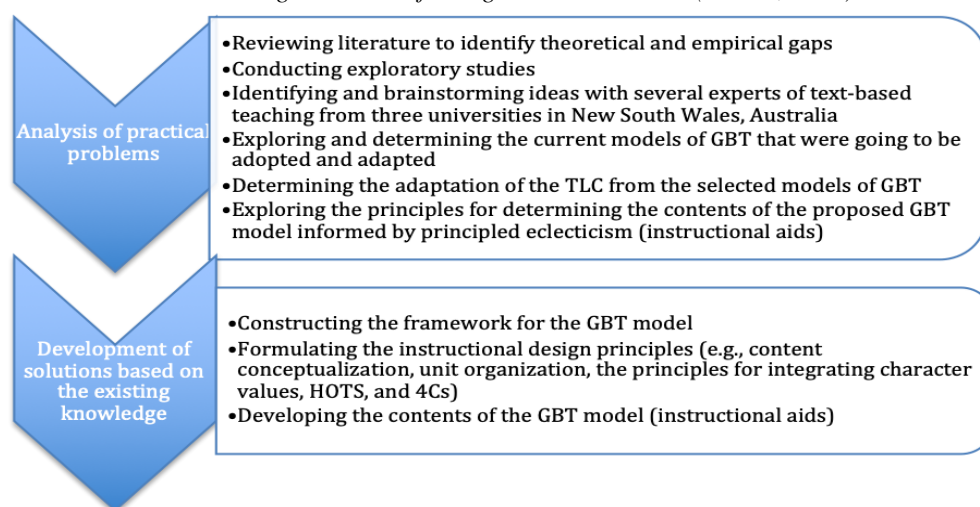 •Reviewing literature to identify theoretical and empirical gaps
•Conducting exploratory studies
•Identifying and brainstorming ideas with several experts of text-based
teaching from three universities in New South Wales, Australia
•Exploring and determining the current models of GBT that were going to be
adopted and adapted
•Determining the adaptation of the TLC from the selected models of GBT
•Exploring the principles for determining the contents of the proposed GBT
model informed by principled eclecticism (instructional aids)
Analysis of practical
problems
•Constructing the framework for the GBT model
•Formulating the instructional design principles (e.g., content
conceptualization, unit organization, the principles for integrating character
values, HOTS, and 4Cs)
•Developing the contents of the GBT model (instructional aids)
Development of
solutions based on
the existing
knowledge